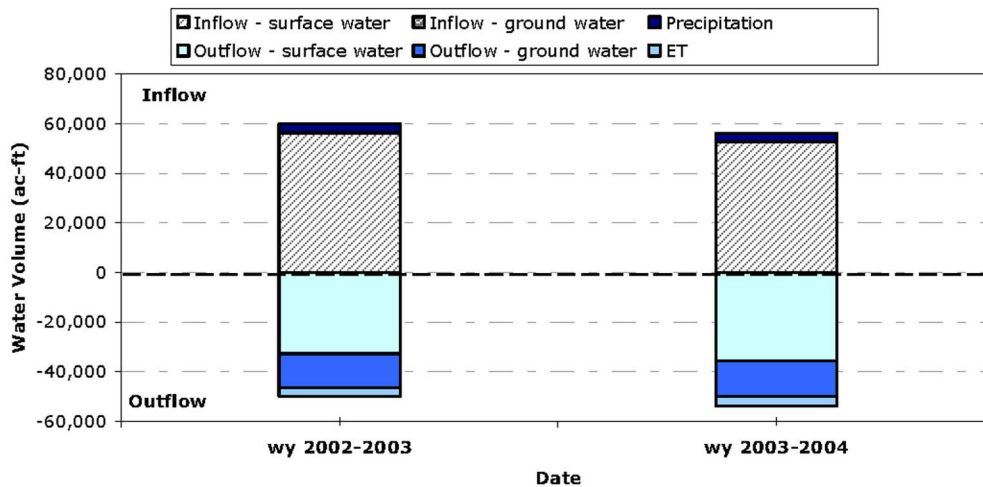 Inflow - surface water Inflow - ground water Precipitation
Outflow - surface water Outflow - ground water ET
80,000
Inflow
60,000
40,000
20,000
0
-20,000
-40,000
Outflow
-60,000
Water Volume (ac-ft)
wy 2002-2003 wy 2003-2004
Date